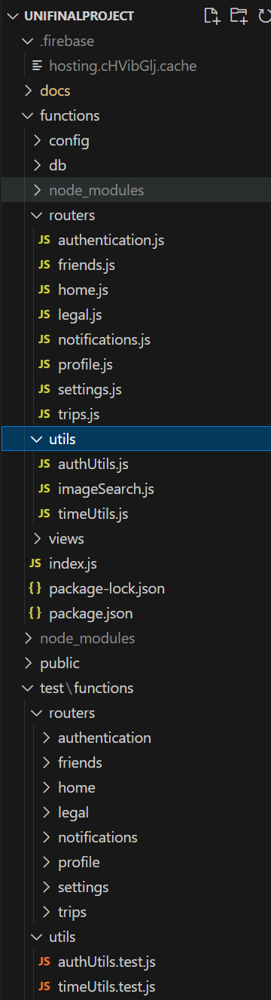 UNIFINALPROJECT
.firebase
hosting.cHVibGlj.cache
docs
functions
config
db
node_modules
routers
JS authentication.js
JS friends.js
JS home.js
JS legal.js
JS notifications.js
JS profile.js
JS settings.js
JS trips.js
utils
JS authUtils.js
JS imageSearch.js
JS timeUtils.js
views
JS index.js
{} package-lock.json
{} package.json
node_modules
public
test\functions
routers
authentication
friends
home
legal
notifications
profile
settings
trips
utils
JS authUtils.test.js
JS timeUtils.test.js